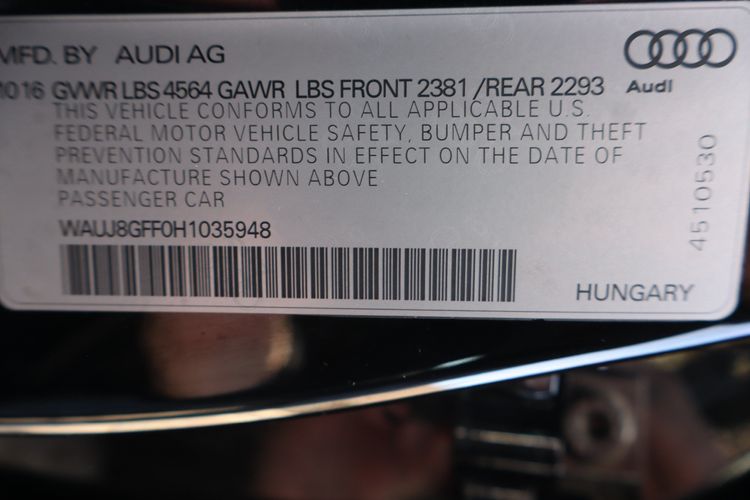 MFD. BY AUDI AG
10 16 GVWR LBS 4564 GAWR LBS FRONT 2381 /REAR 2293
Audi
THIS VEHICLE CONFORMS TO ALL APPLICABLE U.S.
FEDERAL MOTOR VEHICLE SAFETY, BUMPER AND THEFT
PREVENTION STANDARDS IN EFFECT ON THE DATE OF
MANUFACTURE SHOWN ABOVE
PASSENGER CAR
WAUJ8GFF0H1035948
4510530
HUNGARY